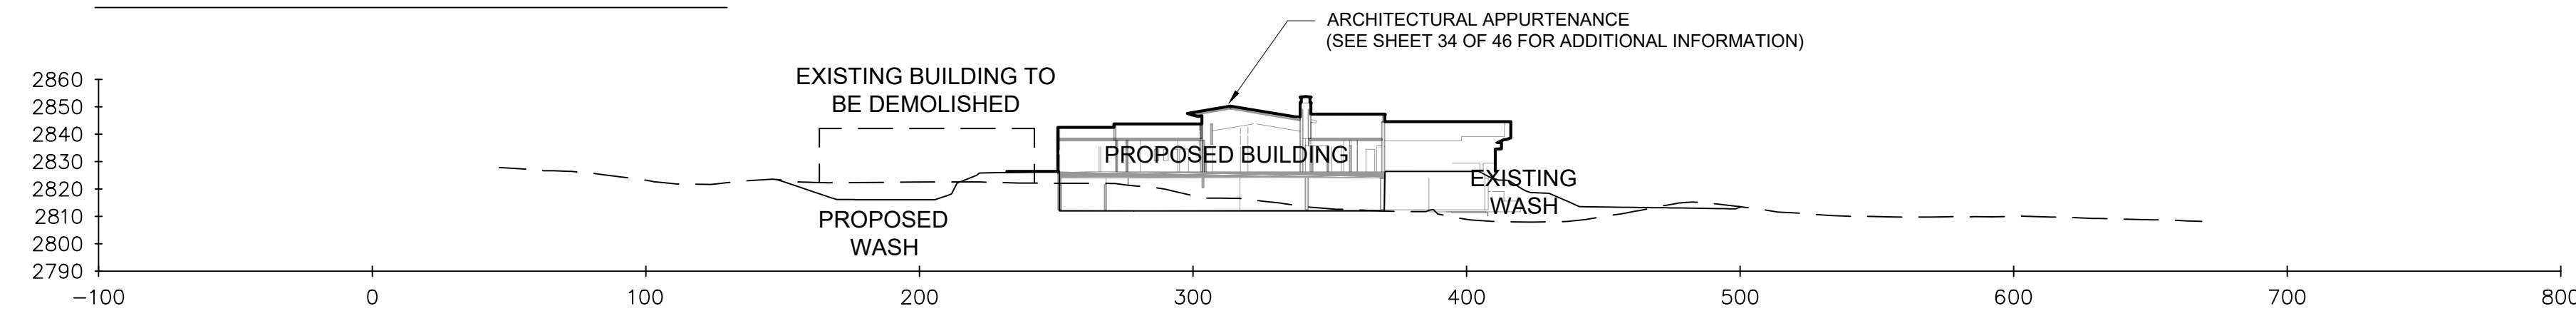 ARCHITECTURAL APPURTENANCE
(SEE SHEET 34 OF 46 FOR ADDITIONAL INFORMATION)
EXISTING BUILDING TO
BE DEMOLISHED
2860
2850
2840
2830
2820
2810
2800
2790
PROPOSED BUILDING
EXISTING
WASH
PROPOSED
WASH
-100 0 100 200 300 400 500 600 700 800